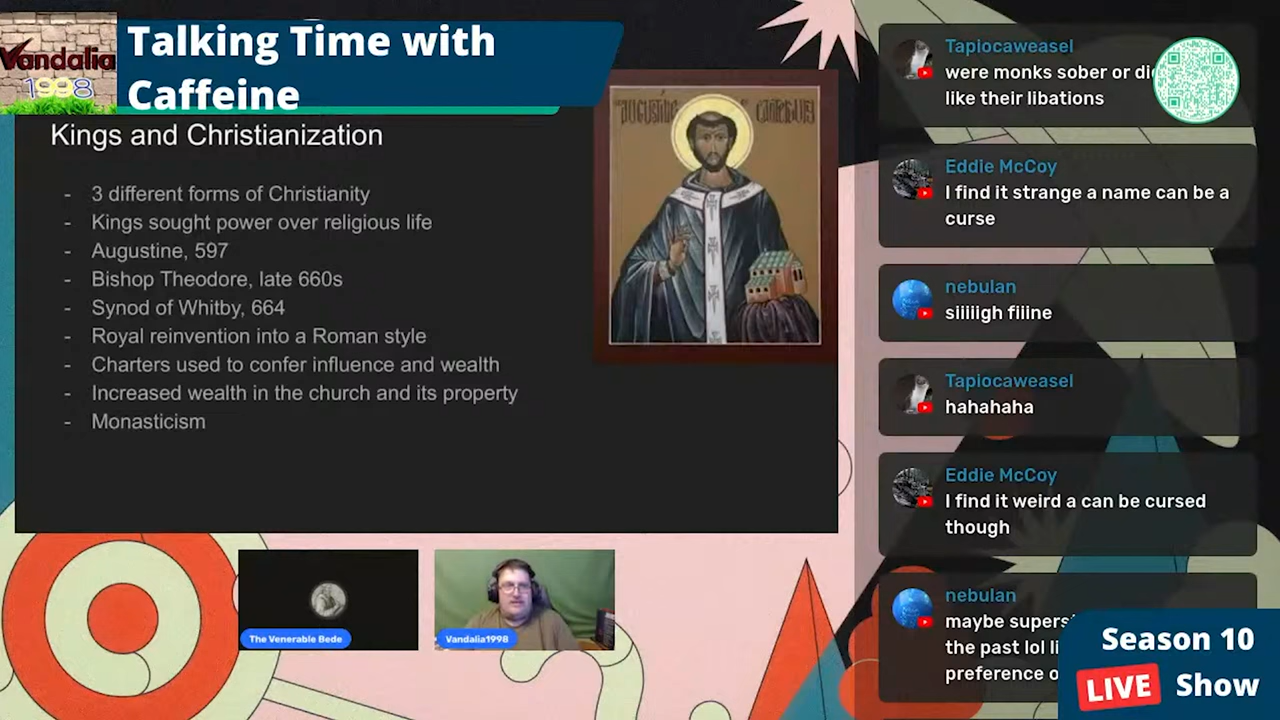 Vandalia
1998
Talking Time with
Caffeine
Kings and Christianization
- 3 different forms of Christianity
- Kings sought power over religious life
- Augustine, 597
- Bishop Theodore, late 660s
- Synod of Whitby, 664
- Royal reinvention into a Roman style
- Charters used to confer influence and wealth
- Increased wealth in the church and its property
- Monasticism
The Venerable Bede
Vandalia1998
Tapiocaweasel
were monks sober or
like their libations
Eddie McCoy
I find it strange a name can be a
curse
nebulan
siiiiigh fiiine
Tapiocaweasel
hahahaha
Eddie McCoy
I find it weird a can be cursed
though
nebulan
maybe
the past lol
preference
Season 10
LIVE Show